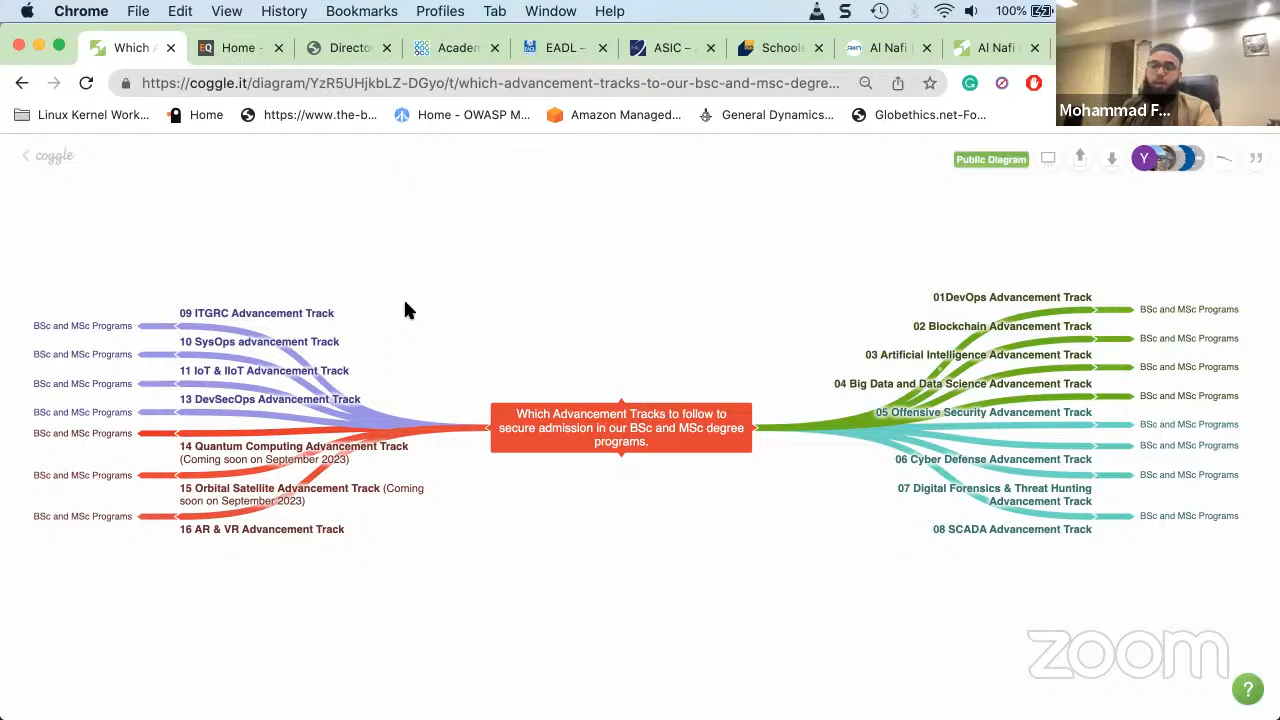 Chrome File Edit View History Bookmarks Profiles Tab Window Help 100%
Which A Home - Directo Academ EADL – ASIC – A Schools Al Nafi L Al Nafi
https://coggle.it/diagram/YzR5UHjkbLZ-DGyo/which-advancement-tracks-to-our-bsc-and-msc-degre...
Mohammad F...
Linux Kernel Work... Home https://www.the-b... Home - OWASP M... Amazon Managed... General Dynamics... Globethics.net-Fo...
coggle
Public Diagram
Y
09 ITGRC Advancement Track
BSc and MSc Programs
10 SysOps advancement Track
BSc and MSc Programs
11 IoT & IIoT Advancement Track
BSc and MSc Programs
13 DevSecOps Advancement Track
BSc and MSc Programs
BSc and MSc Programs
14 Quantum Computing Advancement Track
(Coming soon on September 2023)
BSc and MSc Programs
15 Orbital Satellite Advancement Track (Coming
soon on September 2023)
BSc and MSc Programs
16 AR & VR Advancement Track
Which Advancement Tracks to follow to
secure admission in our BSc and MSc degree
programs.
01DevOps Advancement Track
BSc and MSc Programs
02 Blockchain Advancement Track
BSc and MSc Programs
03 Artificial Intelligence Advancement Track
BSc and MSc Programs
04 Big Data and Data Science Advancement Track
BSc and MSc Programs
05 Offensive Security Advancement Track
BSc and MSc Programs
BSc and MSc Programs
06 Cyber Defense Advancement Track
BSc and MSc Programs
07 Digital Forensics & Threat Hunting
Advancement Track
BSc and MSc Programs
08 SCADA Advancement Track
zoom
?